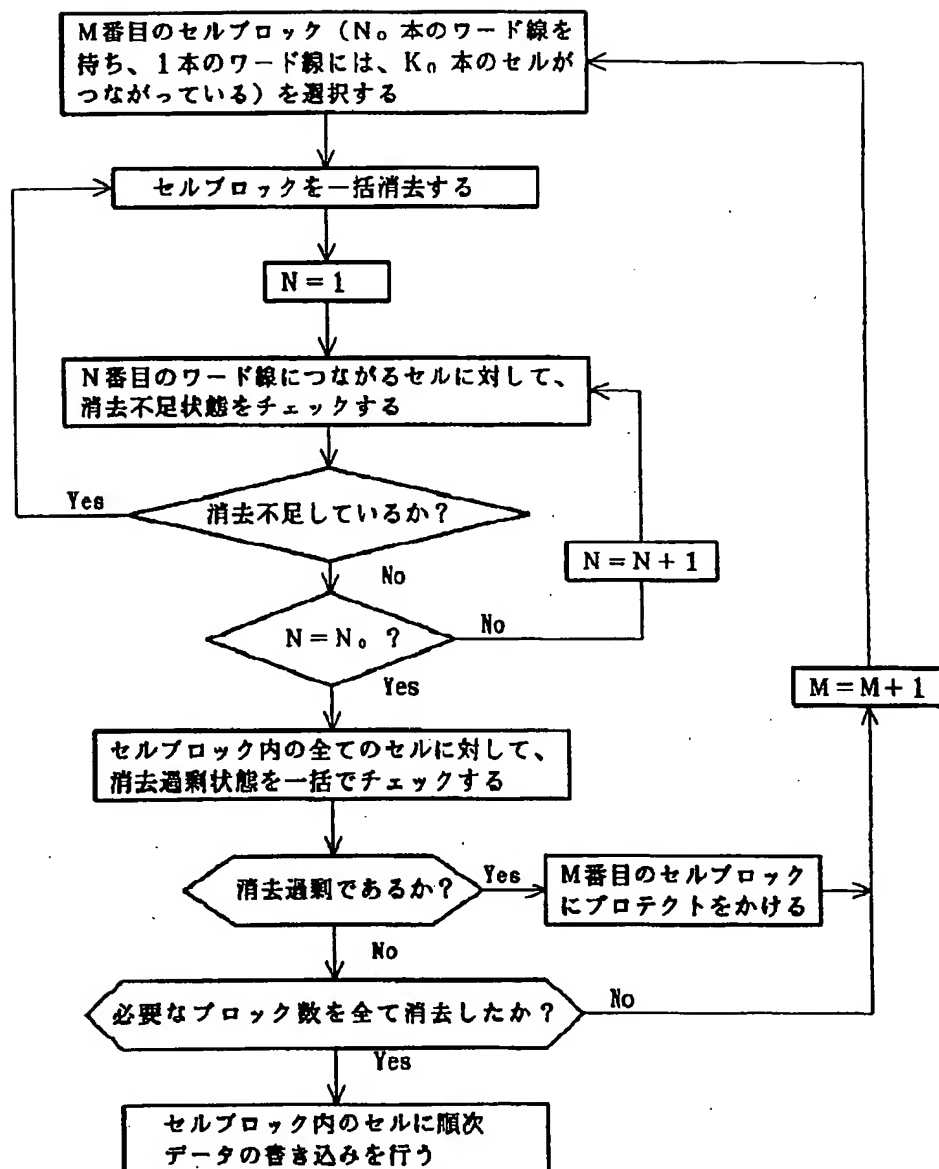 M番目のセルブロック（N₀ 本のワード線を
持ち、1本のワード線には、K₀ 本のセルが
つながっている）を選択する
セルブロックを一括消去する
N＝1
N番目のワード線につながるセルに対して、
消去不足状態をチェックする
Yes
消去不足しているか？
No
N＝N＋1
N＝N₀ ？
No
Yes
M＝M＋1
セルブロック内の全てのセルに対して、
消去過剰状態を一括でチェックする
消去過剰であるか？
Yes
M番目のセルブロック
にプロテクトをかける
No
必要なブロック数を全て消去したか？
No
Yes
セルブロック内のセルに順次
データの書き込みを行う